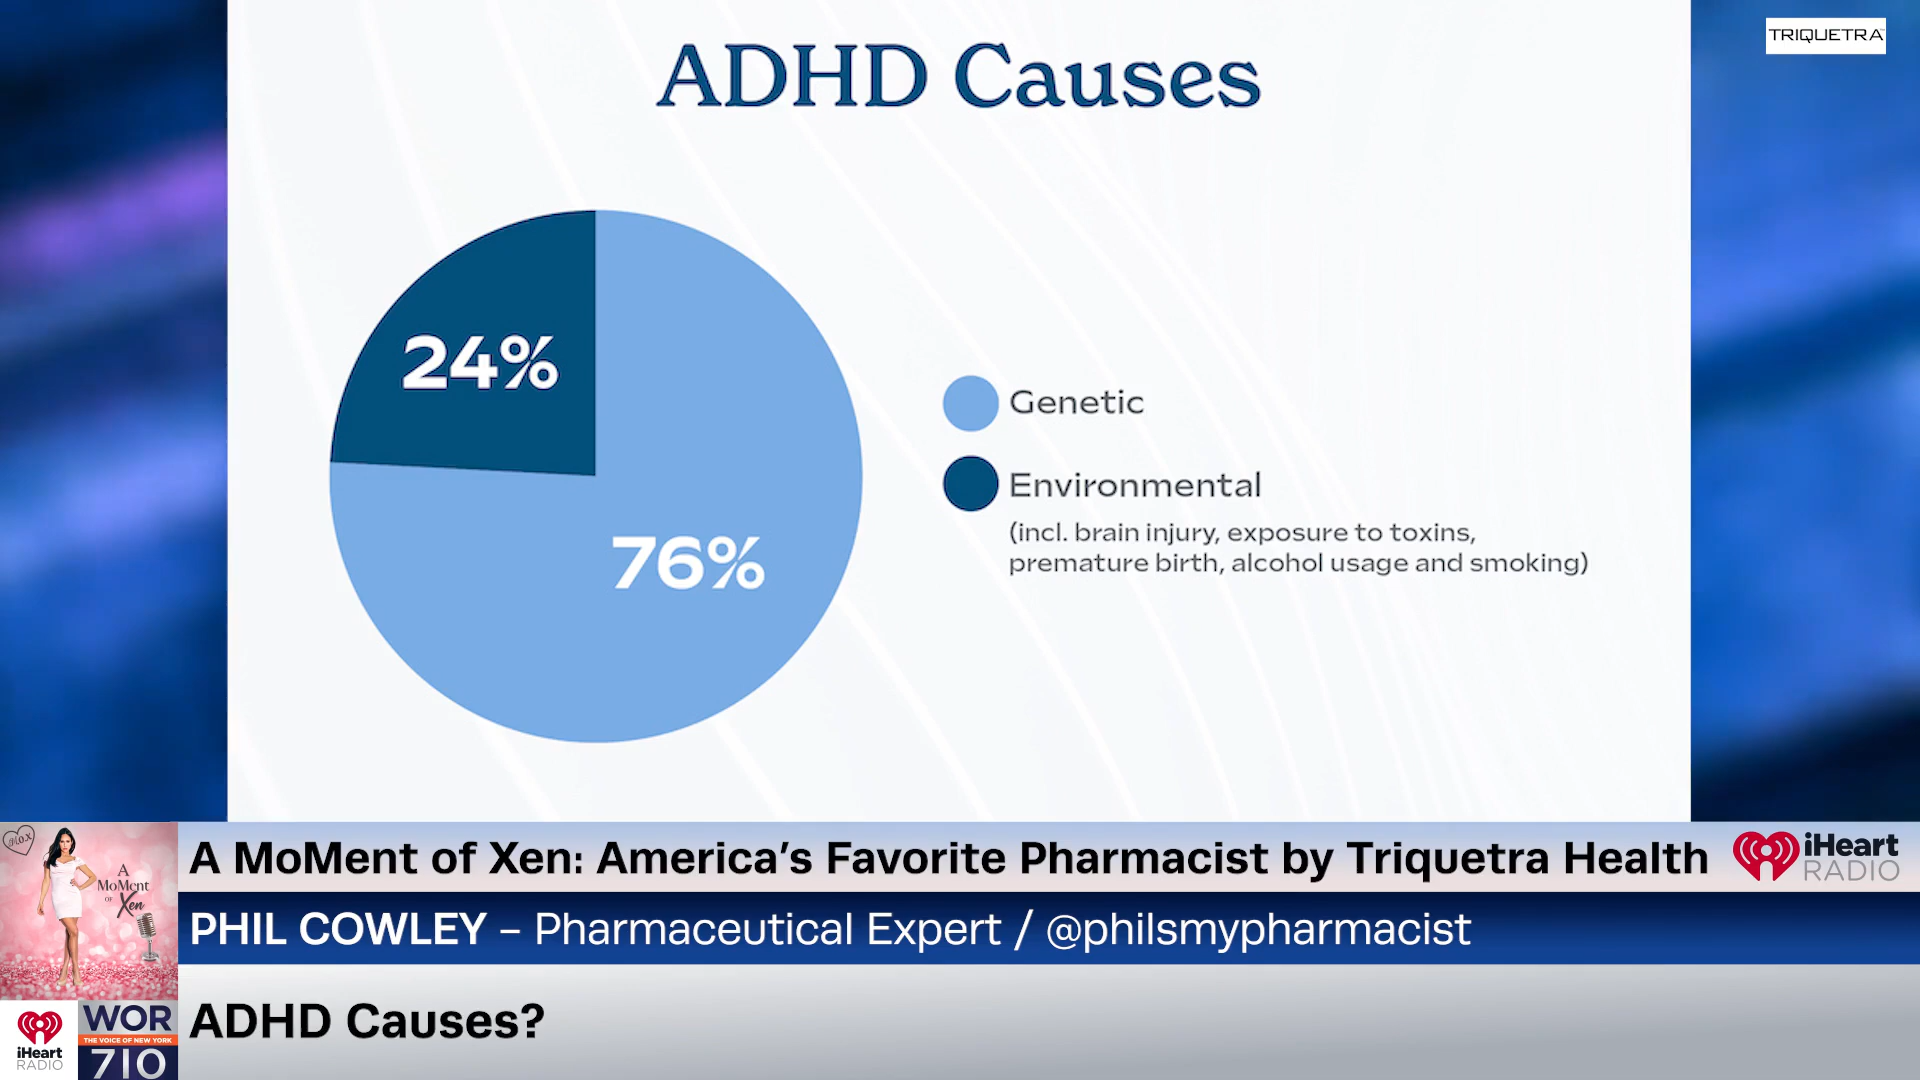 ADHD Causes
TRIQUETRA
24%
76%
Genetic
Environmental
(incl. brain injury, exposure to toxins,
premature birth, alcohol usage and smoking)
M.O.X
A
MoMent
OF
Xen
A MoMent of Xen: America’s Favorite Pharmacist by Triquetra Health
iHeart
RADIO
PHIL COWLEY – Pharmaceutical Expert / @philsmypharmacist
iHeart
RADIO
WOR
THE VOICE OF NEW YORK
710
ADHD Causes?